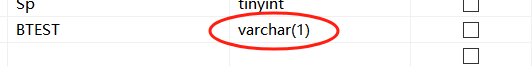 Sp tinyint
BTEST varchar(1)